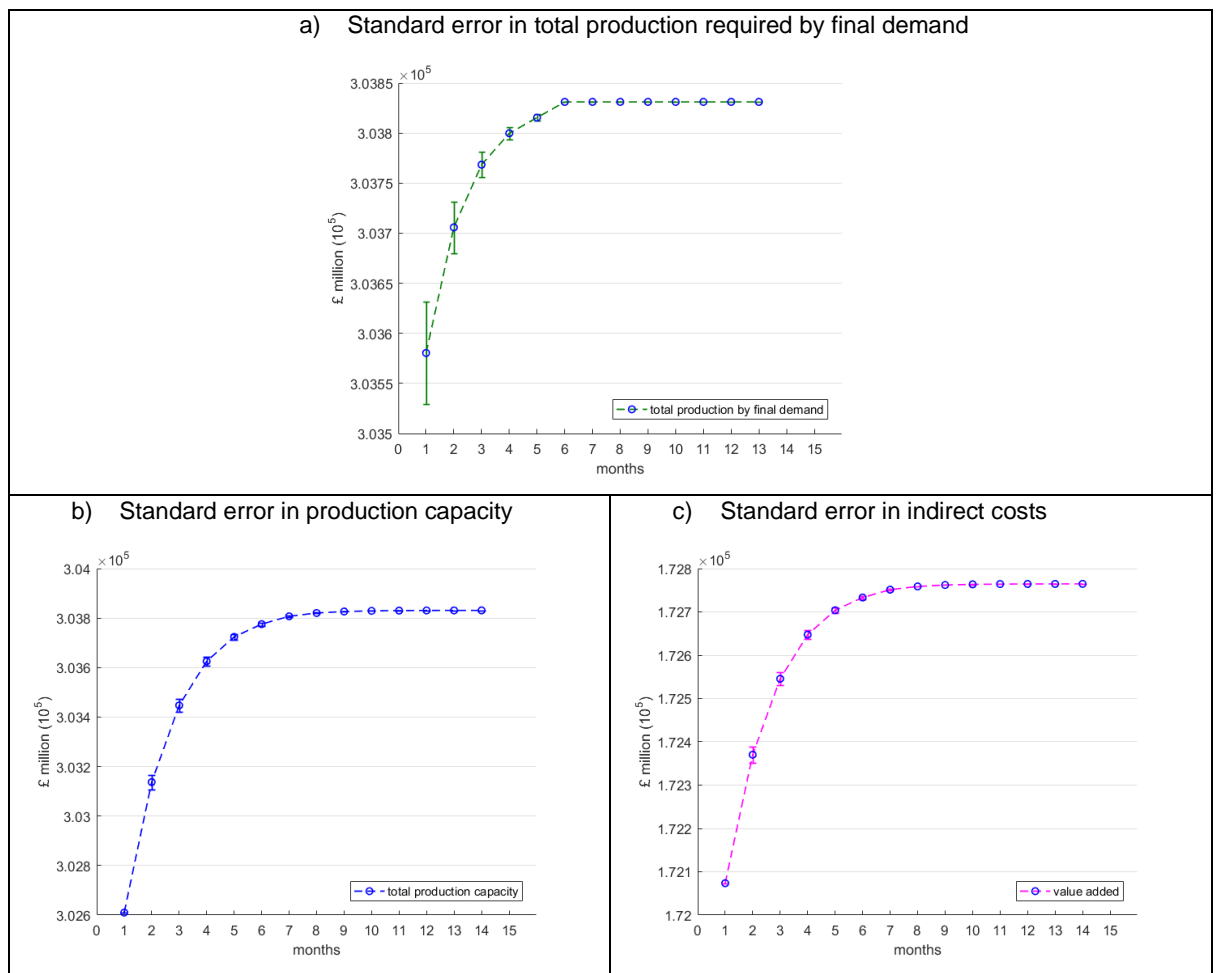 a) Standard error in total production required by final demand
×10^5
3.0385
3.038
3.0375
3.037
3.0365
3.036
3.0355
3.035
£ million (10^5)
0 1 2 3 4 5 6 7 8 9 10 11 12 13 14 15
months
total production by final demand
b) Standard error in production capacity
×10^5
3.04
3.038
3.036
3.034
3.032
3.03
3.028
3.026
£ million (10^5)
0 1 2 3 4 5 6 7 8 9 10 11 12 13 14 15
months
total production capacity
c) Standard error in indirect costs
×10^5
1.728
1.727
1.726
1.725
1.724
1.723
1.722
1.721
1.72
£ million (10^5)
0 1 2 3 4 5 6 7 8 9 10 11 12 13 14 15
months
value added